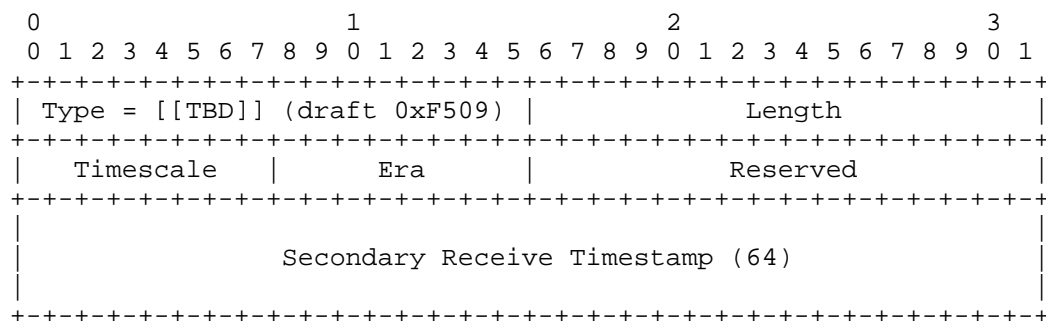 0                   1                   2                   3
 0 1 2 3 4 5 6 7 8 9 0 1 2 3 4 5 6 7 8 9 0 1 2 3 4 5 6 7 8 9 0 1
+-+-+-+-+-+-+-+-+-+-+-+-+-+-+-+-+-+-+-+-+-+-+-+-+-+-+-+-+-+-+-+-+
| Type = [[TBD]] (draft 0xF509) |             Length            |
+-+-+-+-+-+-+-+-+-+-+-+-+-+-+-+-+-+-+-+-+-+-+-+-+-+-+-+-+-+-+-+-+
|   Timescale   |      Era      |            Reserved           |
+-+-+-+-+-+-+-+-+-+-+-+-+-+-+-+-+-+-+-+-+-+-+-+-+-+-+-+-+-+-+-+-+
|                                                               |
|                Secondary Receive Timestamp (64)               |
|                                                               |
+-+-+-+-+-+-+-+-+-+-+-+-+-+-+-+-+-+-+-+-+-+-+-+-+-+-+-+-+-+-+-+-+